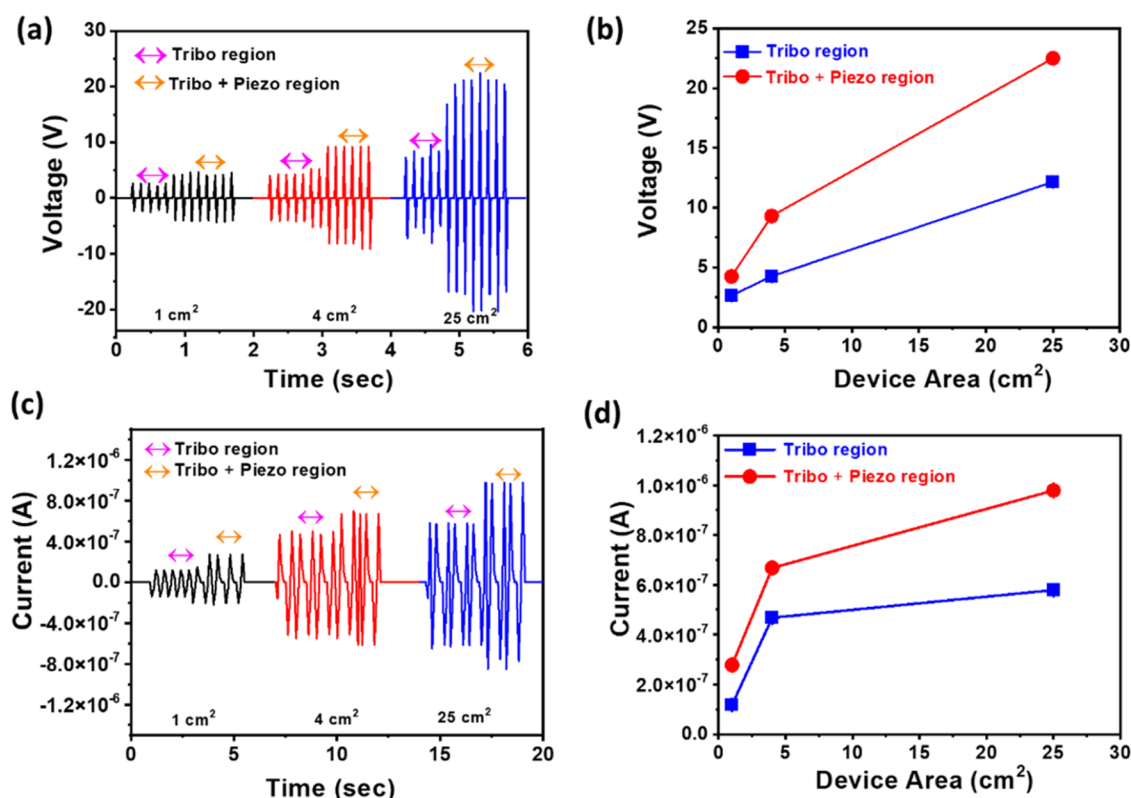 (a)
30
20
10
0
-10
-20
Voltage (V)
Tribo region
Tribo + Piezo region
1 cm²
4 cm²
25 cm²
0 1 2 3 4 5 6
Time (sec)
(b)
25
20
15
10
5
0
Voltage (V)
Tribo region
Tribo + Piezo region
0 5 10 15 20 25 30
Device Area (cm²)
(c)
1.2×10⁻⁶
8.0×10⁻⁷
4.0×10⁻⁷
0.0
-4.0×10⁻⁷
-8.0×10⁻⁷
-1.2×10⁻⁶
Current (A)
Tribo region
Tribo + Piezo region
1 cm²
4 cm²
25 cm²
0 5 10 15 20
Time (sec)
(d)
1.2×10⁻⁶
1.0×10⁻⁶
8.0×10⁻⁷
6.0×10⁻⁷
4.0×10⁻⁷
2.0×10⁻⁷
0.0
Current (A)
Tribo region
Tribo + Piezo region
0 5 10 15 20 25 30
Device Area (cm²)